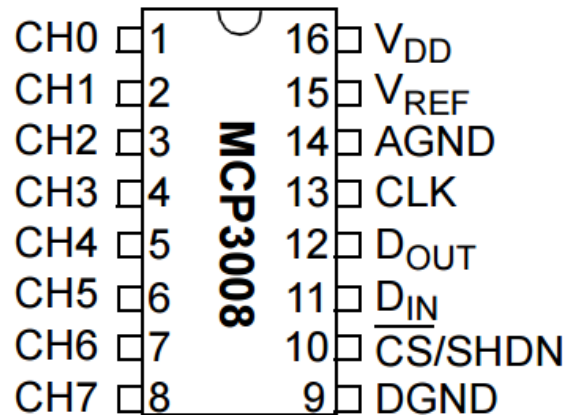 CH0 1 16 VDD
CH1 2 15 VREF
CH2 3 14 AGND
CH3 4 13 CLK
CH4 5 12 DOUT
CH5 6 11 DIN
CH6 7 10 C̅S̅/SHDN
CH7 8 9 DGND
MCP3008